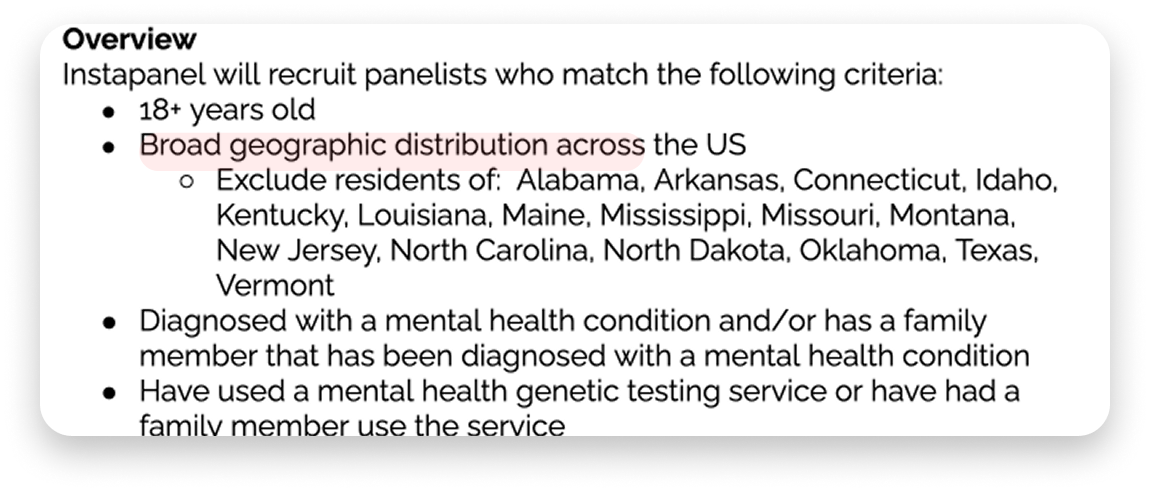 Overview
Instapanel will recruit panelists who match the following criteria:
● 18+ years old
● Broad geographic distribution across the US
○ Exclude residents of:  Alabama, Arkansas, Connecticut, Idaho,
Kentucky, Louisiana, Maine, Mississippi, Missouri, Montana,
New Jersey, North Carolina, North Dakota, Oklahoma, Texas,
Vermont
● Diagnosed with a mental health condition and/or has a family
member that has been diagnosed with a mental health condition
● Have used a mental health genetic testing service or have had a
family member use the service